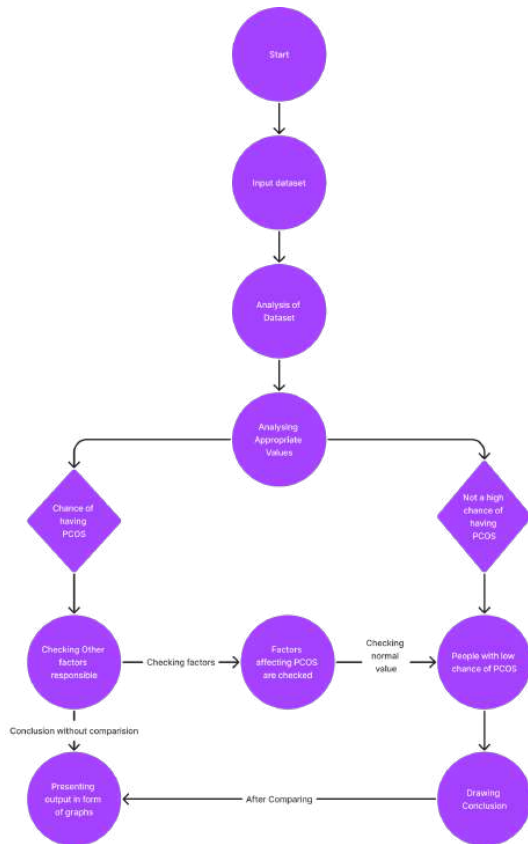 Start
Input dataset
Analysis of
Dataset
Analysing
Appropriate
Values
Chance of
having
PCOS
Not a high
chance of
having
PCOS
Checking Other
factors
responsible
Checking factors
Factors
affecting PCOS
are checked
Checking
normal
value
People with low
chance of PCOS
Conclusion without comparision
Presenting
output in form
of graphs
After Comparing
Drawing
Conclusion